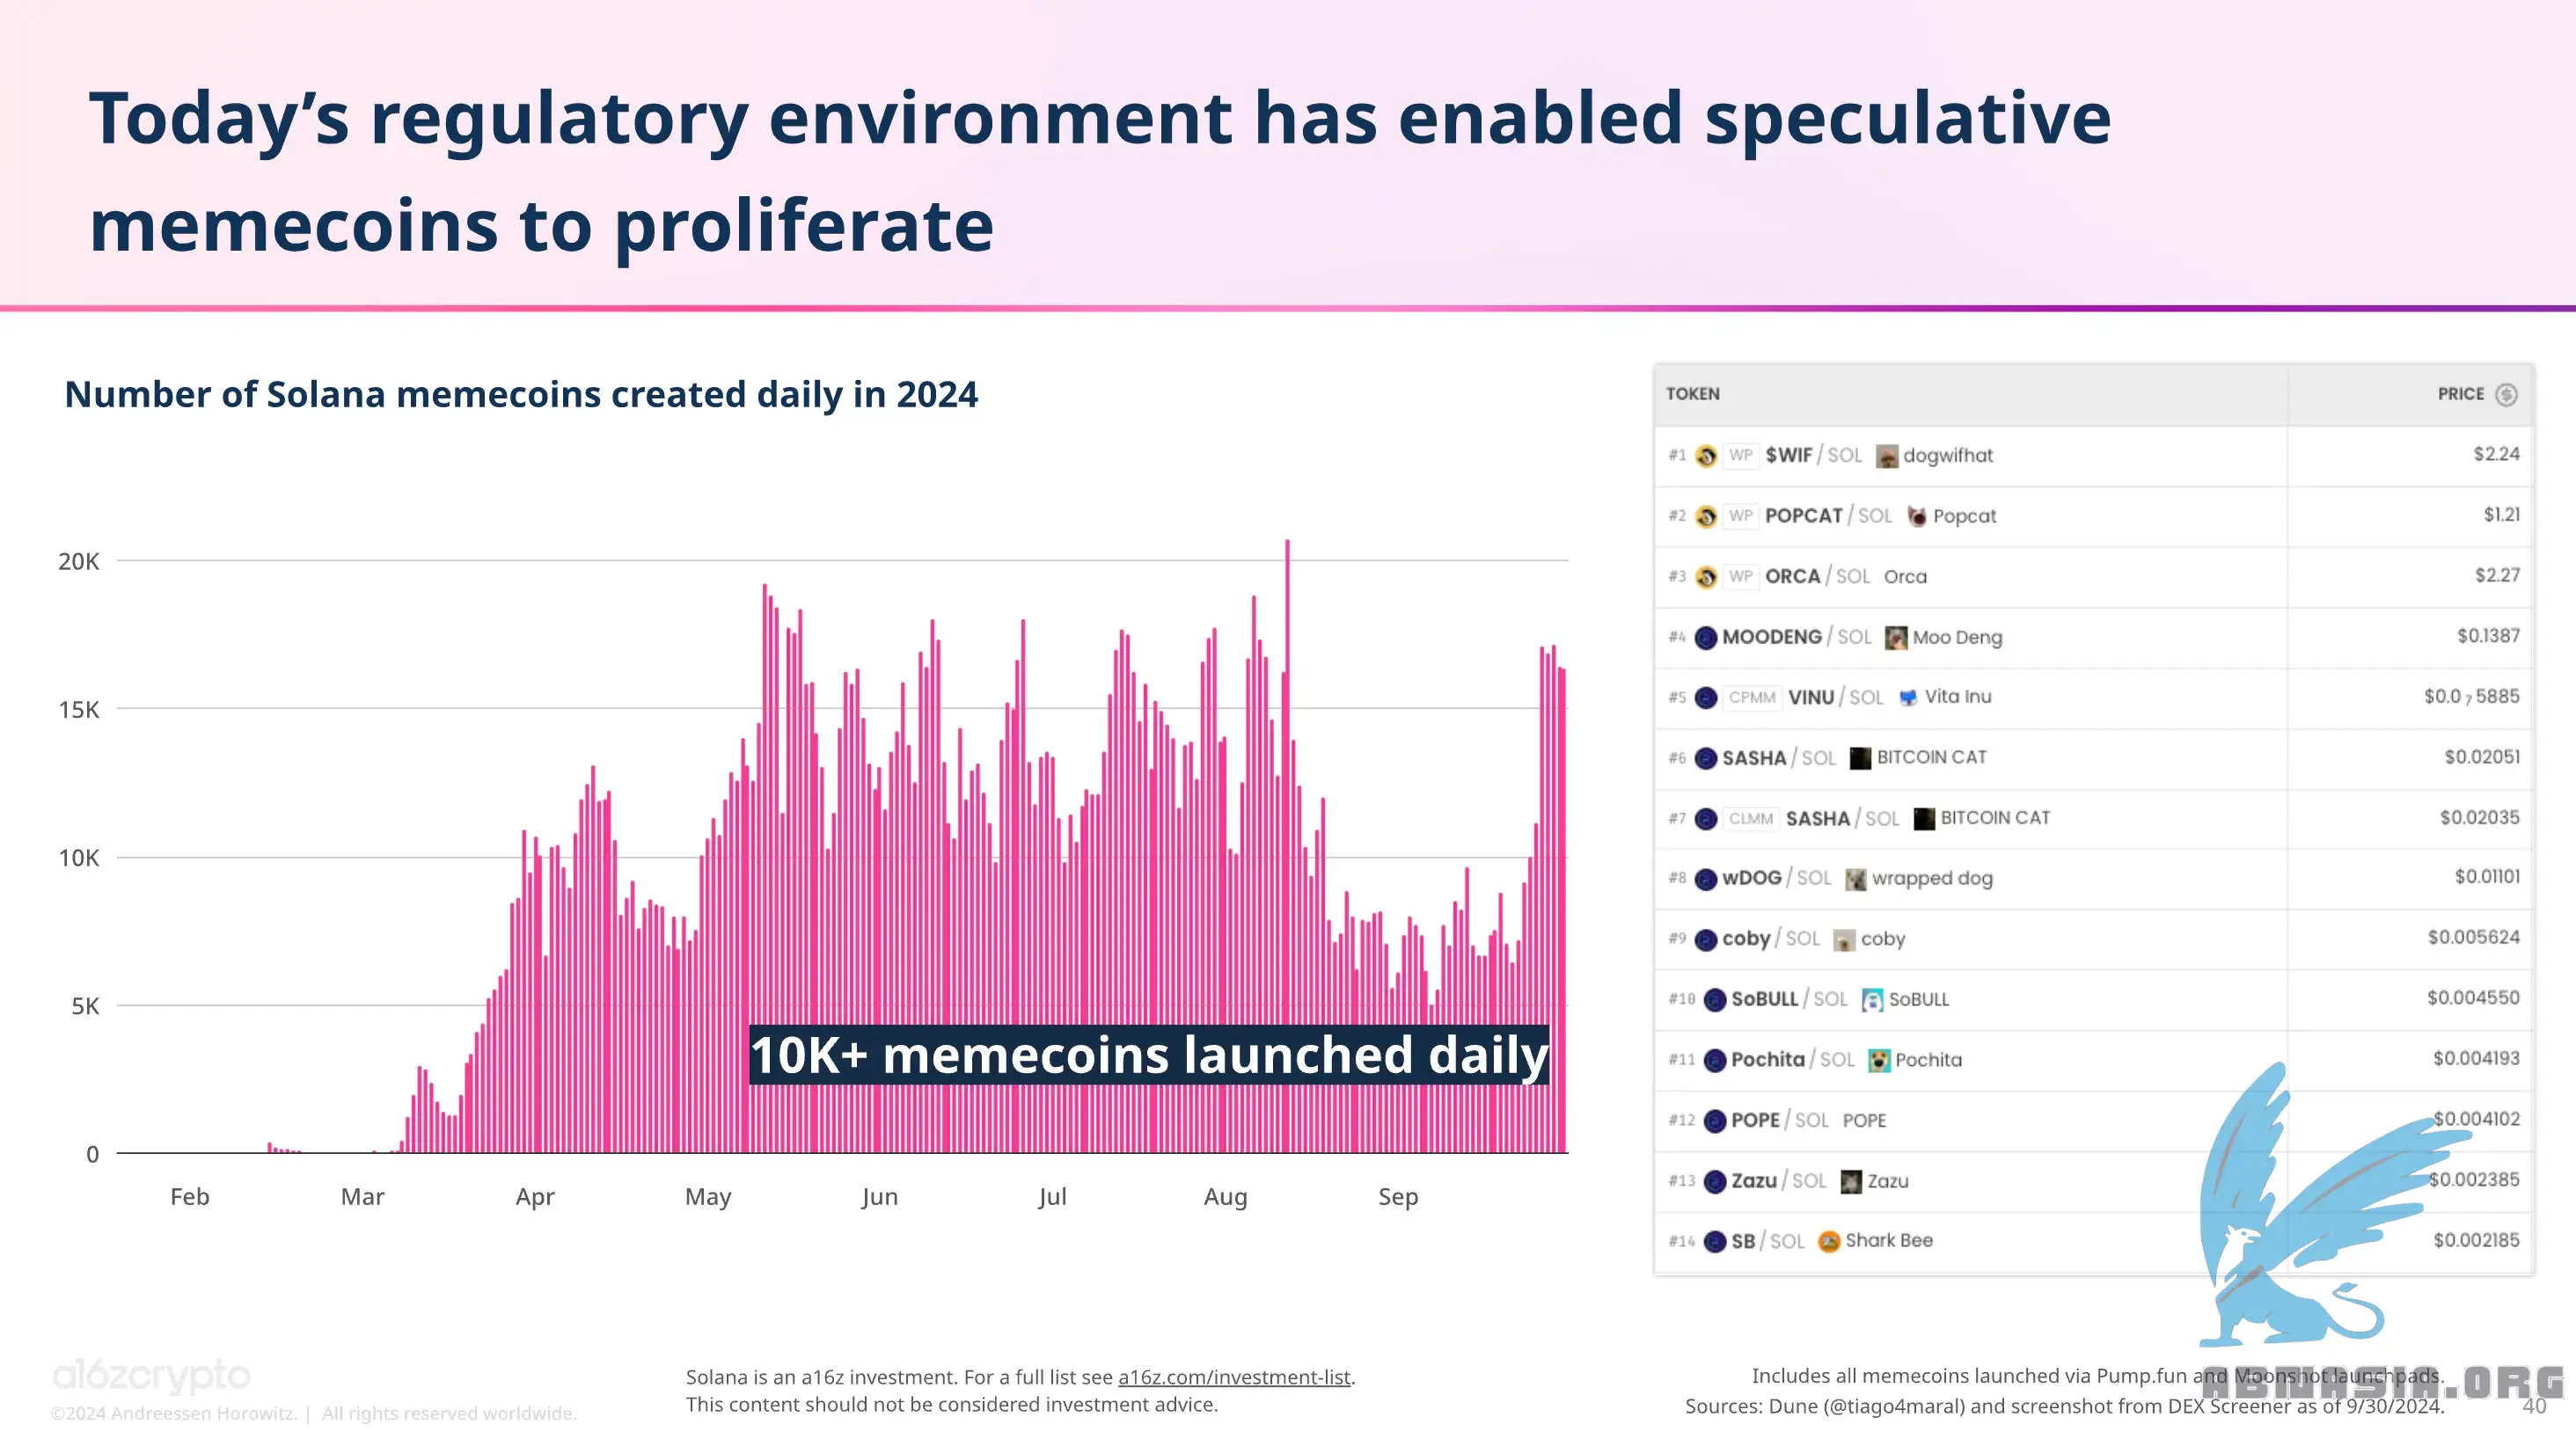 Today’s regulatory environment has enabled speculative
memecoins to proliferate
Number of Solana memecoins created daily in 2024
20K
15K
10K
5K
0
10K+ memecoins launched daily
Feb Mar Apr May Jun Jul Aug Sep
TOKEN PRICE
#1 WP $WIF/SOL dogwifhat $2.24
#2 WP POPCAT/SOL Popcat $1.21
#3 WP ORCA/SOL Orca $2.27
#4 MOODENG/SOL Moo Deng $0.1387
#5 CPMM VINU/SOL Vita Inu $0.0₇5885
#6 SASHA/SOL BITCOIN CAT $0.02051
#7 CLMM SASHA/SOL BITCOIN CAT $0.02035
#8 wDOG/SOL wrapped dog $0.01101
#9 coby/SOL coby $0.005624
#10 SoBULL/SOL SoBULL $0.004550
#11 Pochita/SOL Pochita $0.004193
#12 POPE/SOL POPE $0.004102
#13 Zazu/SOL Zazu $0.002385
#14 SB/SOL Shark Bee $0.002185
a16zcrypto
©2024 Andreessen Horowitz. | All rights reserved worldwide.
Solana is an a16z investment. For a full list see a16z.com/investment-list.
This content should not be considered investment advice.
Includes all memecoins launched via Pump.fun and Moonshot launchpads.
Sources: Dune (@tiago4maral) and screenshot from DEX Screener as of 9/30/2024.
40
ABMASIA.ORG